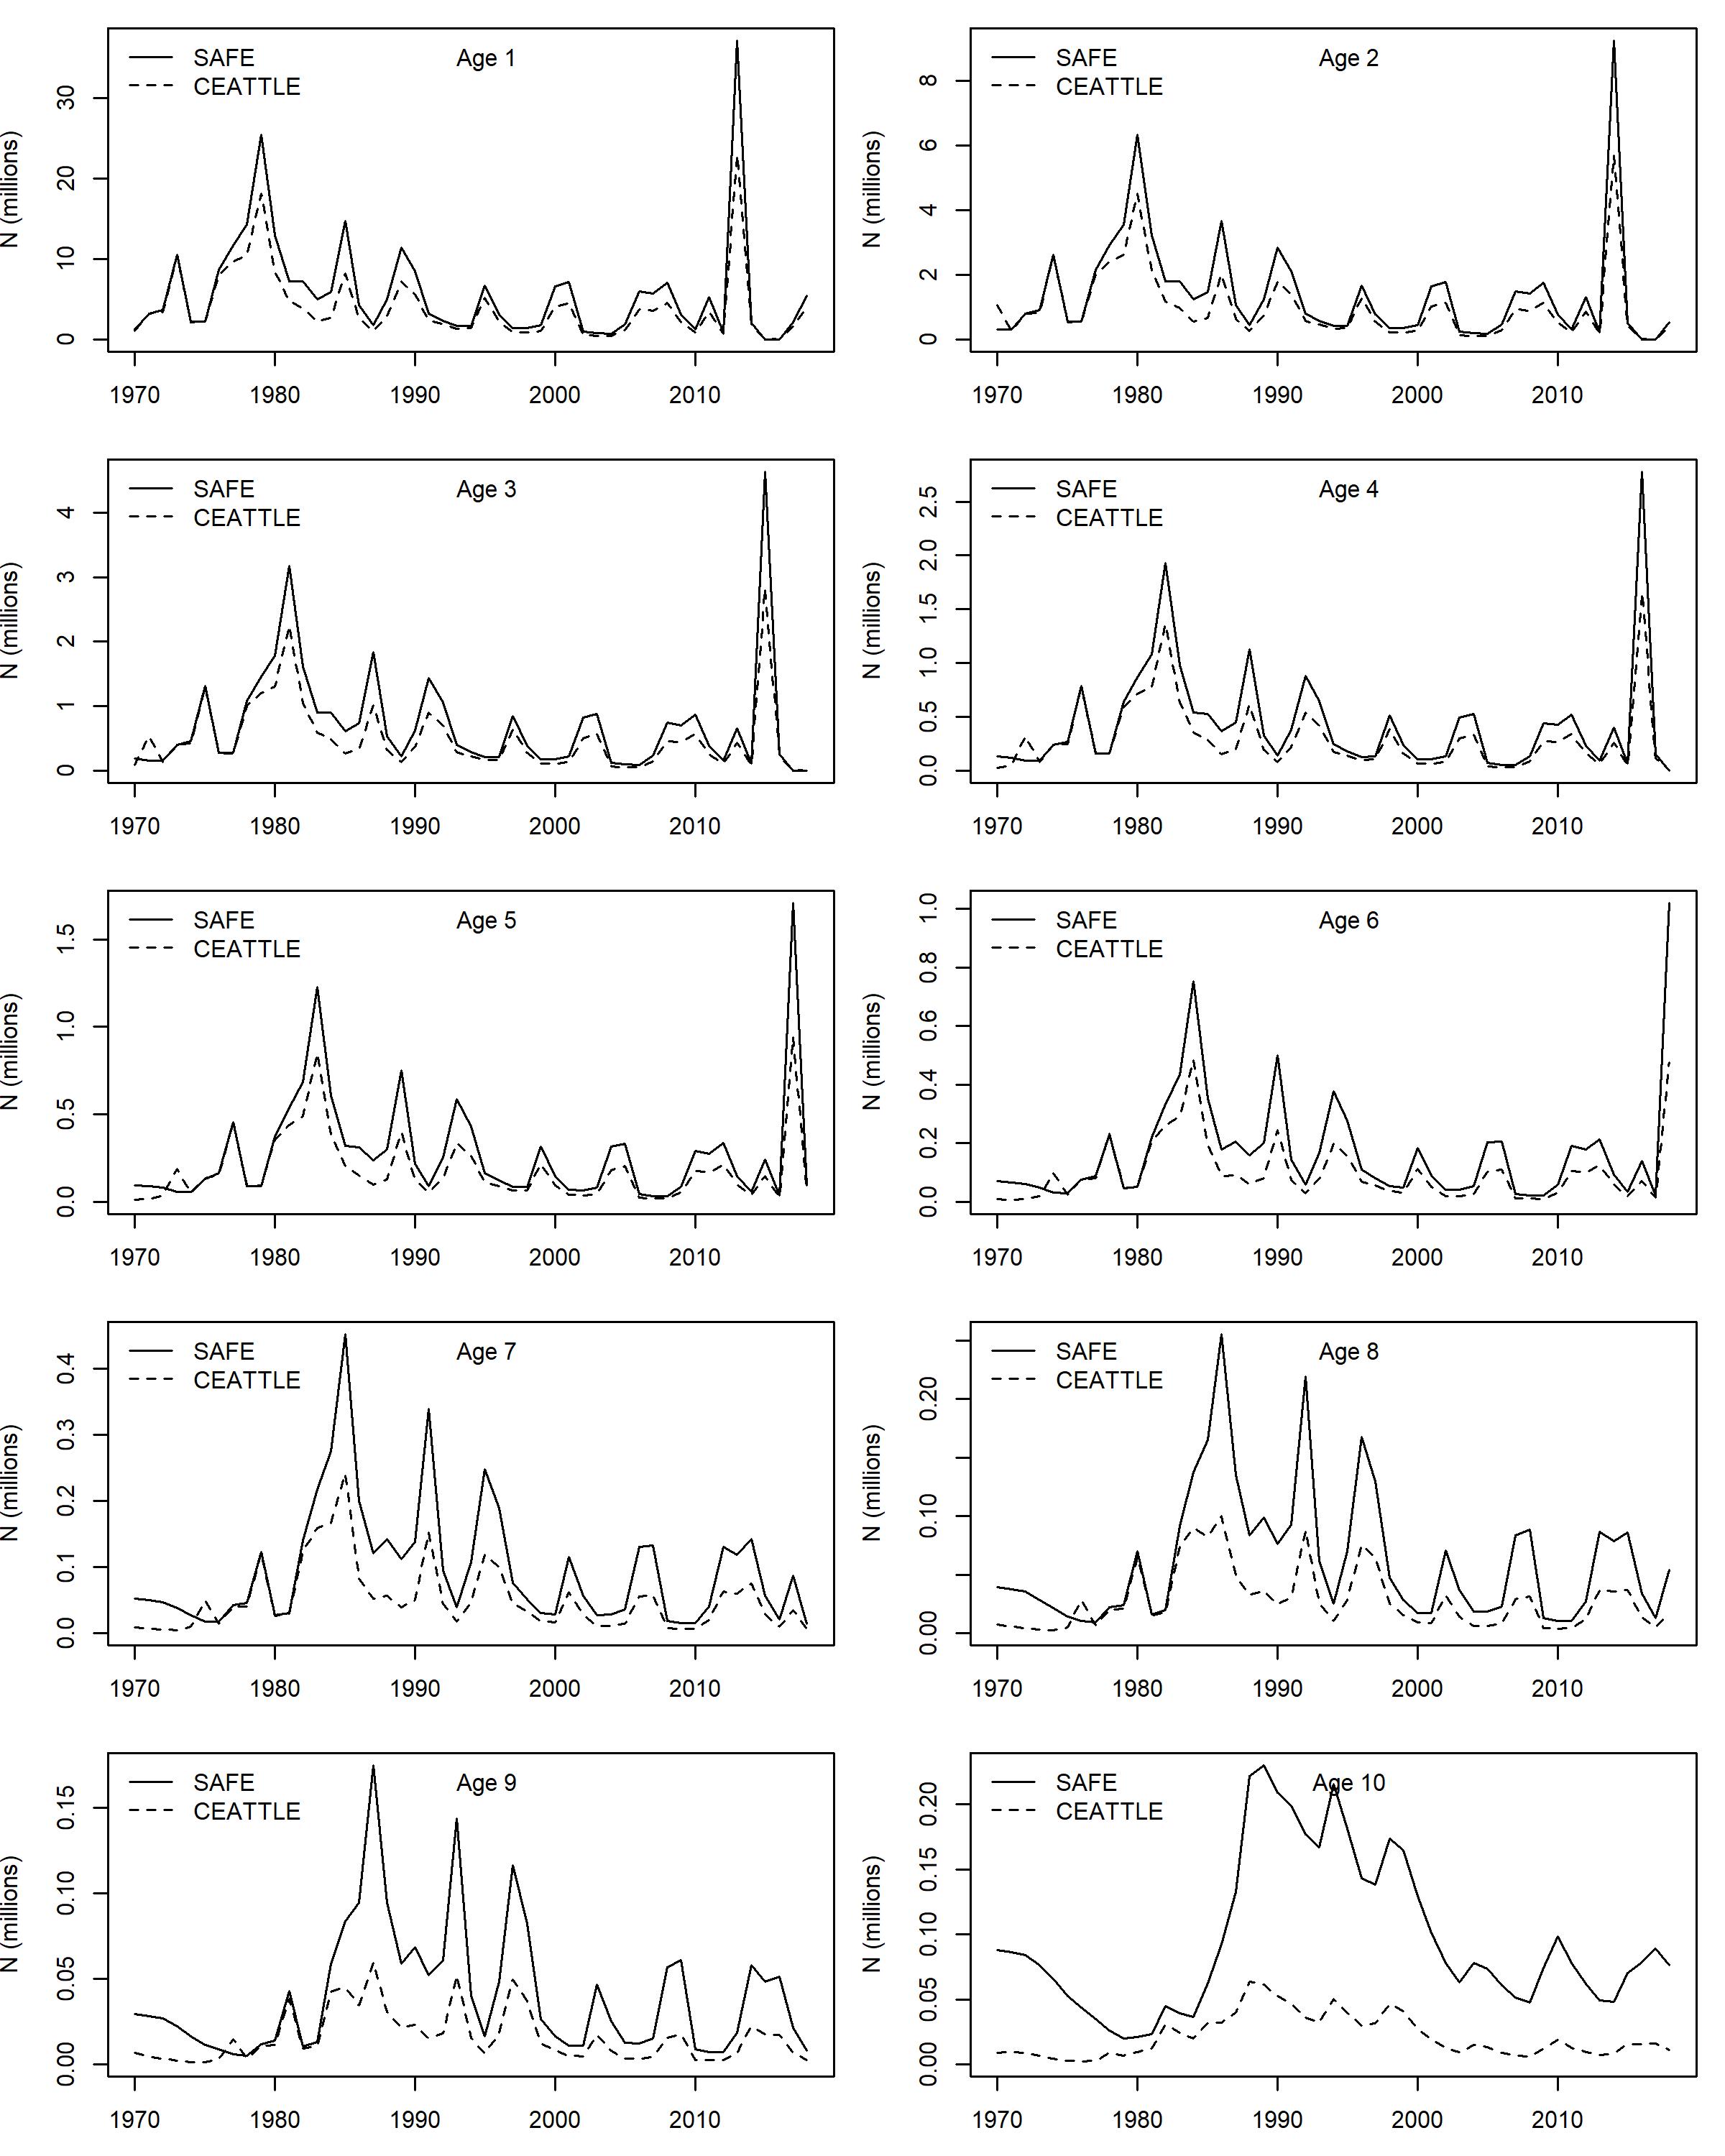 SAFE
CEATTLE
Age 1
N (millions)
0 10 20 30
1970 1980 1990 2000 2010
SAFE
CEATTLE
Age 2
N (millions)
0 2 4 6 8
1970 1980 1990 2000 2010
SAFE
CEATTLE
Age 3
N (millions)
0 1 2 3 4
1970 1980 1990 2000 2010
SAFE
CEATTLE
Age 4
N (millions)
0.0 0.5 1.0 1.5 2.0 2.5
1970 1980 1990 2000 2010
SAFE
CEATTLE
Age 5
N (millions)
0.0 0.5 1.0 1.5
1970 1980 1990 2000 2010
SAFE
CEATTLE
Age 6
N (millions)
0.0 0.2 0.4 0.6 0.8 1.0
1970 1980 1990 2000 2010
SAFE
CEATTLE
Age 7
N (millions)
0.0 0.1 0.2 0.3 0.4
1970 1980 1990 2000 2010
SAFE
CEATTLE
Age 8
N (millions)
0.00 0.10 0.20
1970 1980 1990 2000 2010
SAFE
CEATTLE
Age 9
N (millions)
0.00 0.05 0.10 0.15
1970 1980 1990 2000 2010
SAFE
CEATTLE
Age 10
N (millions)
0.00 0.05 0.10 0.15 0.20
1970 1980 1990 2000 2010